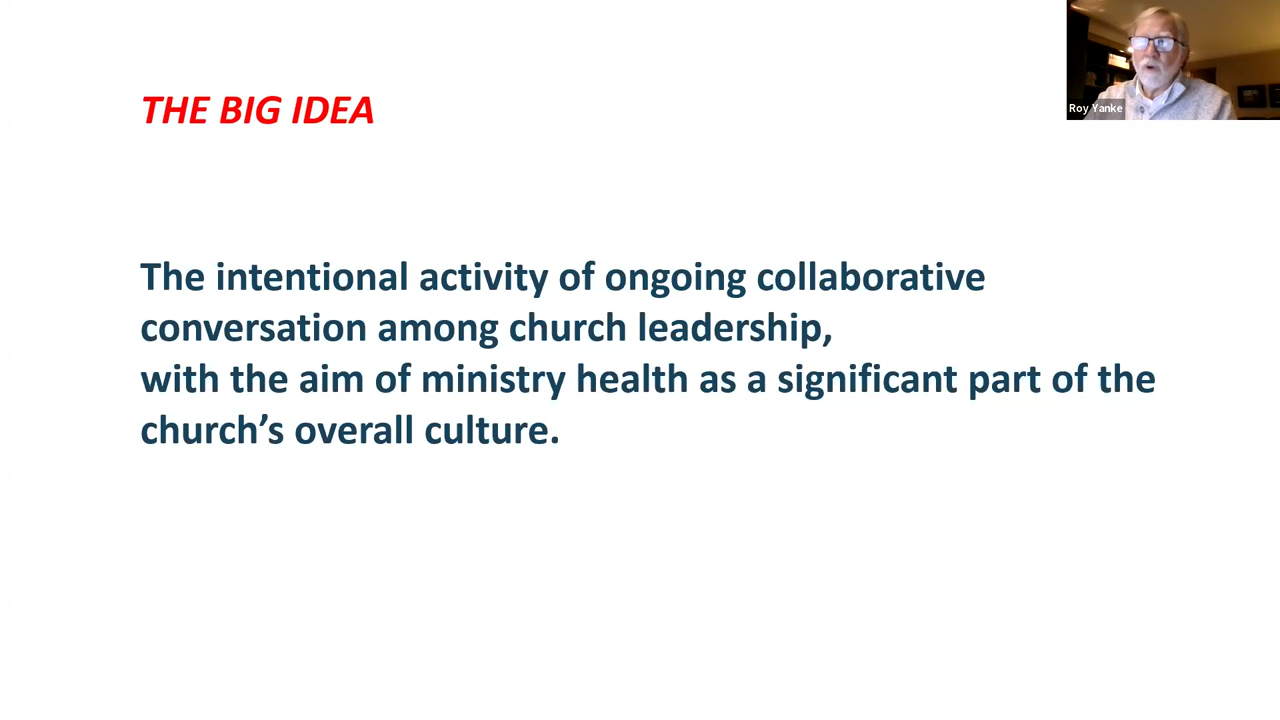 THE BIG IDEA
Roy Yanke
The intentional activity of ongoing collaborative
conversation among church leadership,
with the aim of ministry health as a significant part of the
church’s overall culture.